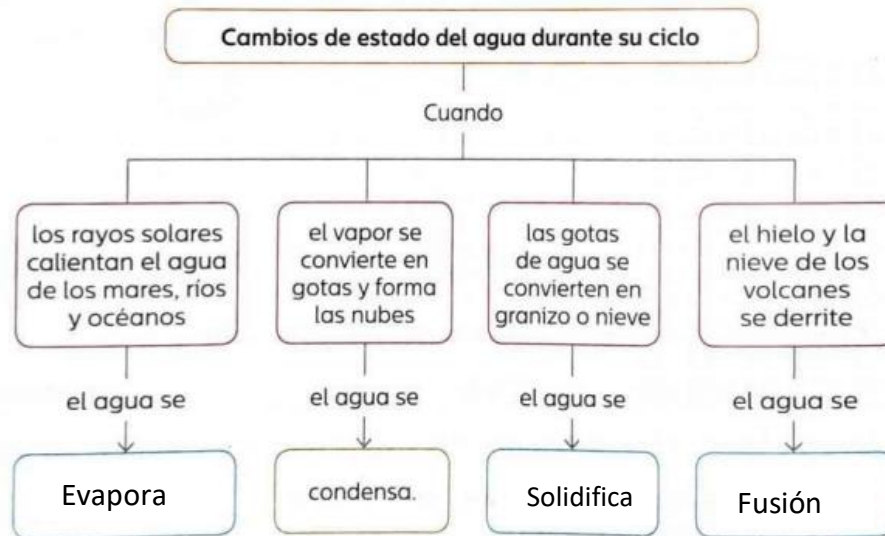 Cambios de estado del agua durante su ciclo
Cuando
los rayos solares
calientan el agua
de los mares, ríos
y océanos
el vapor se
convierte en
gotas y forma
las nubes
las gotas
de agua se
convierten en
granizo o nieve
el hielo y la
nieve de los
volcanes
se derrite
el agua se
el agua se
el agua se
el agua se
Evapora
condensa.
Solidifica
Fusión